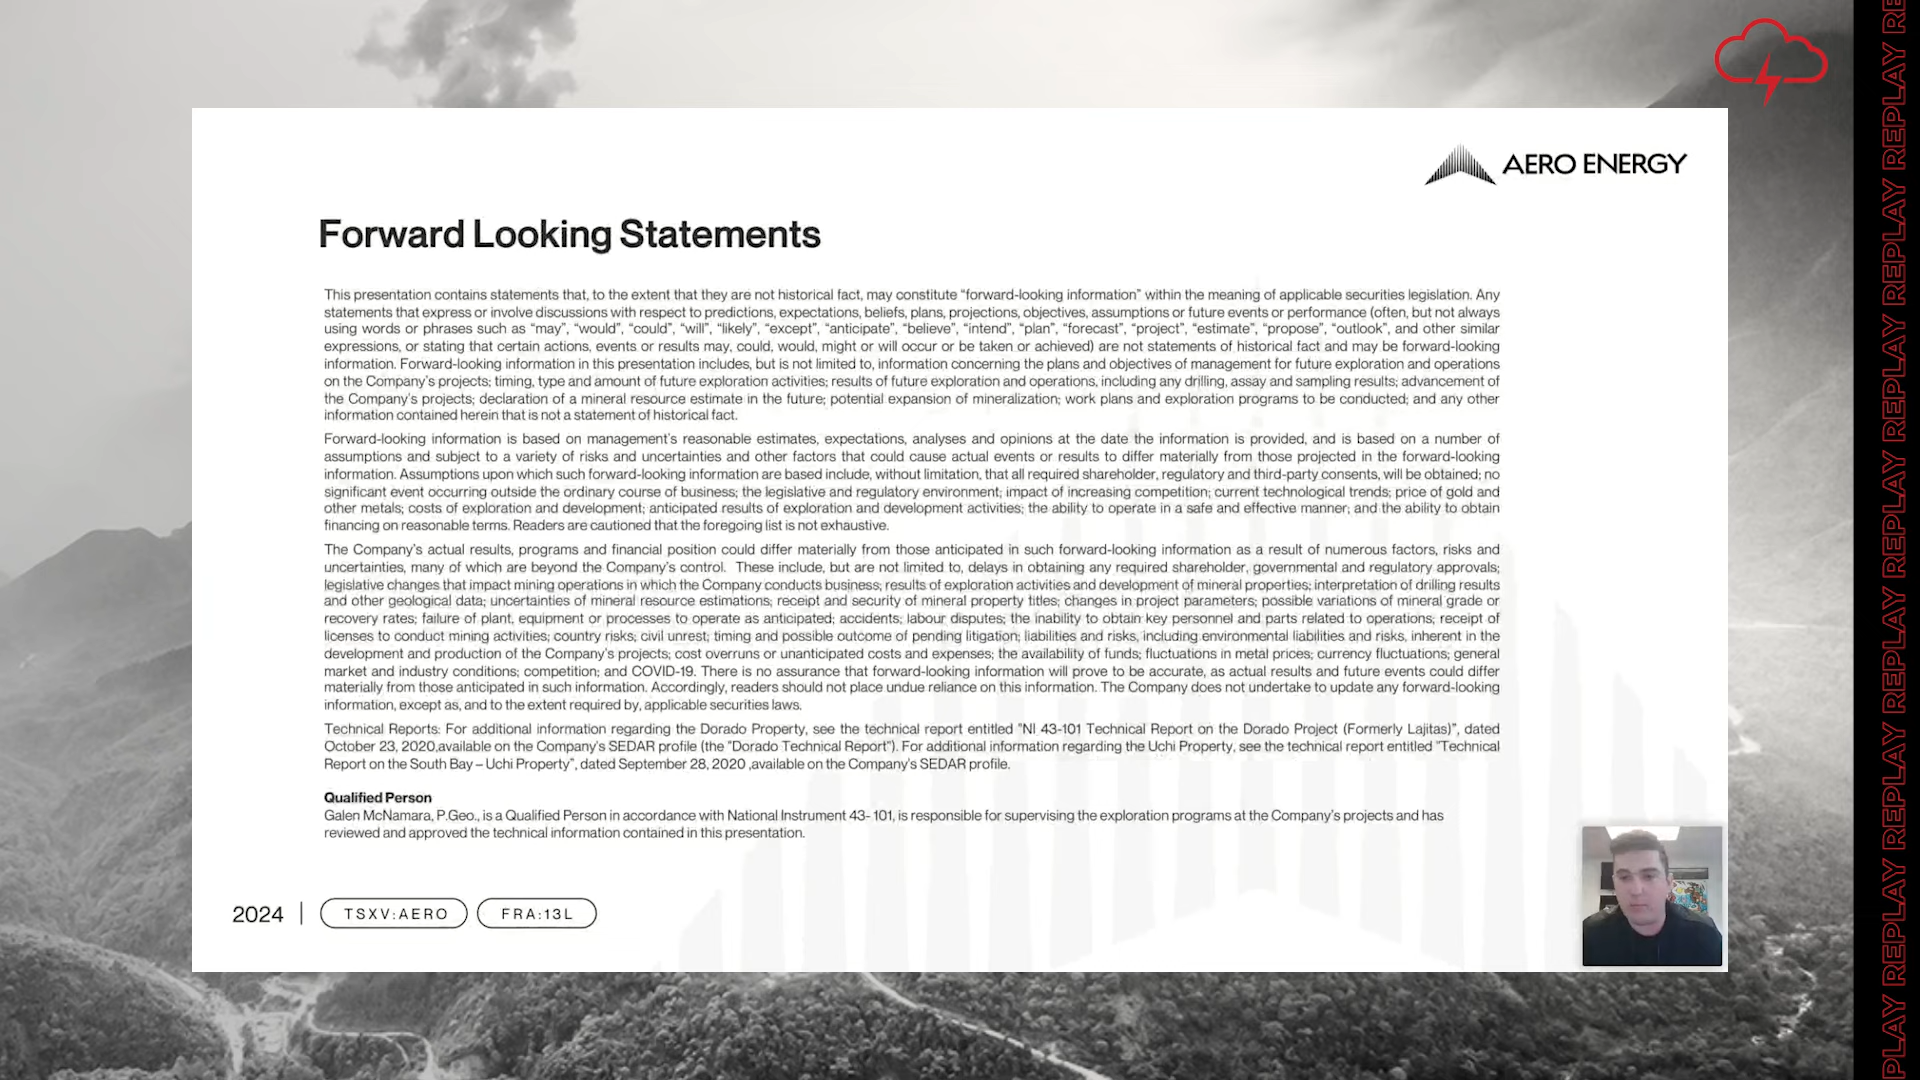 AERO ENERGY
Forward Looking Statements
This presentation contains statements that, to the extent that they are not historical fact, may constitute “forward-looking information” within the meaning of applicable securities legislation. Any
statements that express or involve discussions with respect to predictions, expectations, beliefs, plans, projections, objectives, assumptions or future events or performance (often, but not always
using words or phrases such as “may”, “would”, “could”, “will”, “likely”, “except”, “anticipate”, “believe”, “intend”, “plan”, “forecast”, “project”, “estimate”, “propose”, “outlook”, and other similar
expressions, or stating that certain actions, events or results may, could, would, might or will occur or be taken or achieved) are not statements of historical fact and may be forward-looking
information. Forward-looking information in this presentation includes, but is not limited to, information concerning the plans and objectives of management for future exploration and operations
on the Company’s projects; timing, type and amount of future exploration activities; results of future exploration and operations, including any drilling, assay and sampling results; advancement of
the Company’s projects; declaration of a mineral resource estimate in the future; potential expansion of mineralization; work plans and exploration programs to be conducted; and any other
information contained herein that is not a statement of historical fact.
Forward-looking information is based on management’s reasonable estimates, expectations, analyses and opinions at the date the information is provided, and is based on a number of
assumptions and subject to a variety of risks and uncertainties and other factors that could cause actual events or results to differ materially from those projected in the forward-looking
information. Assumptions upon which such forward-looking information are based include, without limitation, that all required shareholder, regulatory and third-party consents, will be obtained; no
significant event occurring outside the ordinary course of business; the legislative and regulatory environment; impact of increasing competition; current technological trends; price of gold and
other metals; costs of exploration and development; anticipated results of exploration and development activities; the ability to operate in a safe and effective manner; and the ability to obtain
financing on reasonable terms. Readers are cautioned that the foregoing list is not exhaustive.
The Company’s actual results, programs and financial position could differ materially from those anticipated in such forward-looking information as a result of numerous factors, risks and
uncertainties, many of which are beyond the Company’s control. These include, but are not limited to, delays in obtaining any required shareholder, governmental and regulatory approvals;
legislative changes that impact mining operations in which the Company conducts business; results of exploration activities and development of mineral properties; interpretation of drilling results
and other geological data; uncertainties of mineral resource estimations; receipt and security of mineral property titles; changes in project parameters; possible variations of mineral grade or
recovery rates; failure of plant, equipment or processes to operate as anticipated; accidents; labour disputes; the inability to obtain key personnel and parts related to operations; receipt of
licenses to conduct mining activities; country risks; civil unrest; timing and possible outcome of pending litigation; liabilities and risks, including environmental liabilities and risks, inherent in the
development and production of the Company’s projects; cost overruns or unanticipated costs and expenses; the availability of funds; fluctuations in metal prices; currency fluctuations; general
market and industry conditions; competition; and COVID-19. There is no assurance that forward-looking information will prove to be accurate, as actual results and future events could differ
materially from those anticipated in such information. Accordingly, readers should not place undue reliance on this information. The Company does not undertake to update any forward-looking
information, except as, and to the extent required by, applicable securities laws.
Technical Reports: For additional information regarding the Dorado Property, see the technical report entitled "NI 43-101 Technical Report on the Dorado Project (Formerly Lajitas)", dated
October 23, 2020,available on the Company's SEDAR profile (the "Dorado Technical Report"). For additional information regarding the Uchi Property, see the technical report entitled "Technical
Report on the South Bay – Uchi Property", dated September 28, 2020 ,available on the Company's SEDAR profile.
Qualified Person
Galen McNamara, P.Geo., is a Qualified Person in accordance with National Instrument 43- 101, is responsible for supervising the exploration programs at the Company's projects and has
reviewed and approved the technical information contained in this presentation.
2024 | TSXV:AERO FRA:13L
PLAY REPLAY REPLAY REPLAY REPLAY REPLAY REPLAY REPLAY REPLAY REPLAY RE